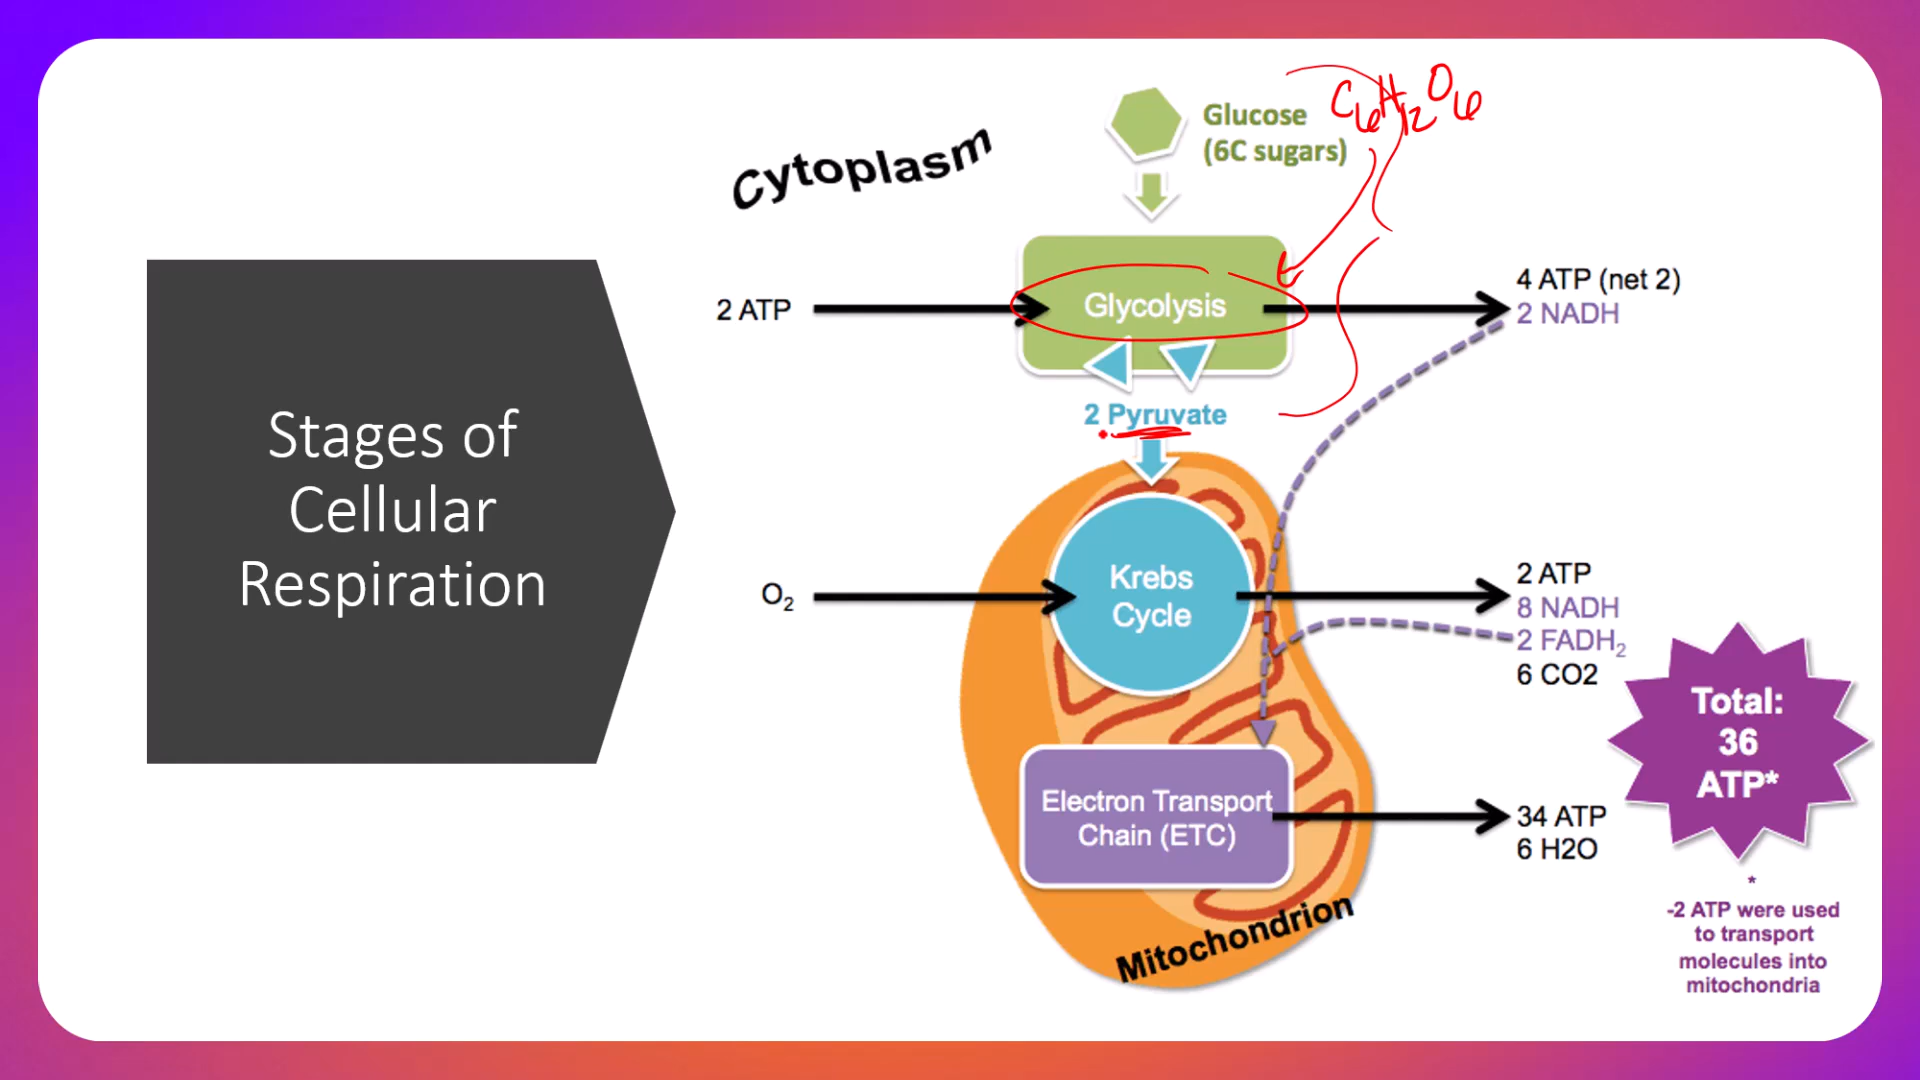 Stages of
Cellular
Respiration
Cytoplasm
Glucose
(6C sugars)
C6H12O6
2 ATP
Glycolysis
4 ATP (net 2)
2 NADH
2 Pyruvate
O2
Krebs
Cycle
2 ATP
8 NADH
2 FADH2
6 CO2
Electron Transport
Chain (ETC)
34 ATP
6 H2O
Mitochondrion
Total:
36
ATP*
*
-2 ATP were used
to transport
molecules into
mitochondria